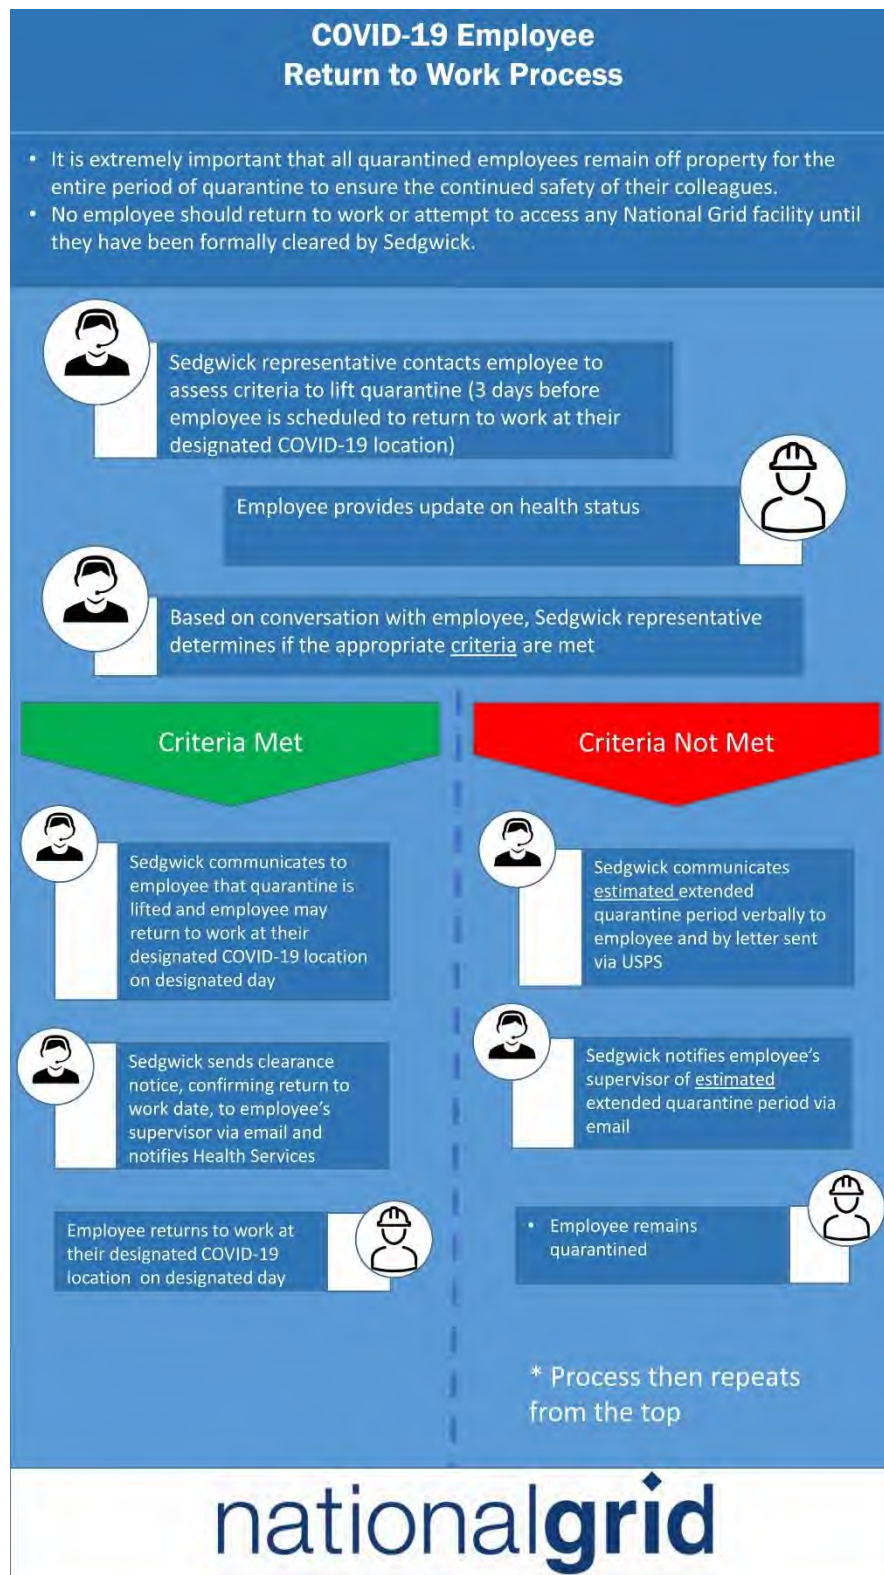 COVID-19 Employee
Return to Work Process
• It is extremely important that all quarantined employees remain off property for the
entire period of quarantine to ensure the continued safety of their colleagues.
• No employee should return to work or attempt to access any National Grid facility until
they have been formally cleared by Sedgwick.
Sedgwick representative contacts employee to
assess criteria to lift quarantine (3 days before
employee is scheduled to return to work at their
designated COVID-19 location)
Employee provides update on health status
Based on conversation with employee, Sedgwick representative
determines if the appropriate criteria are met
Criteria Met
Sedgwick communicates to
employee that quarantine is
lifted and employee may
return to work at their
designated COVID-19 location
on designated day
Sedgwick sends clearance
notice, confirming return to
work date, to employee's
supervisor via email and
notifies Health Services
Employee returns to work at
their designated COVID-19
location on designated day
Criteria Not Met
Sedgwick communicates
estimated extended
quarantine period verbally to
employee and by letter sent
via USPS
Sedgwick notifies employee's
supervisor of estimated
extended quarantine period via
email
• Employee remains
quarantined
* Process then repeats
from the top
nationalgrid